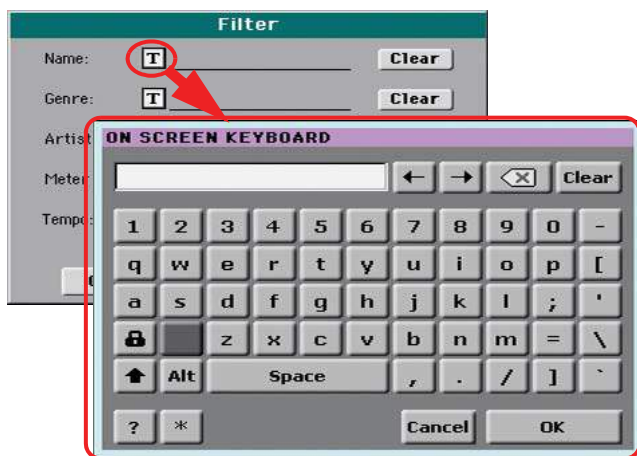 Filter
Name: T Clear
Genre: T Clear
Artist
Meter
Tempo:
ON SCREEN KEYBOARD
← → ⌫ Clear
1 2 3 4 5 6 7 8 9 0 -
q w e r t y u i o p [
a s d f g h j k l ; '
z x c v b n m = \
Alt Space , . / ] `
? * Cancel OK